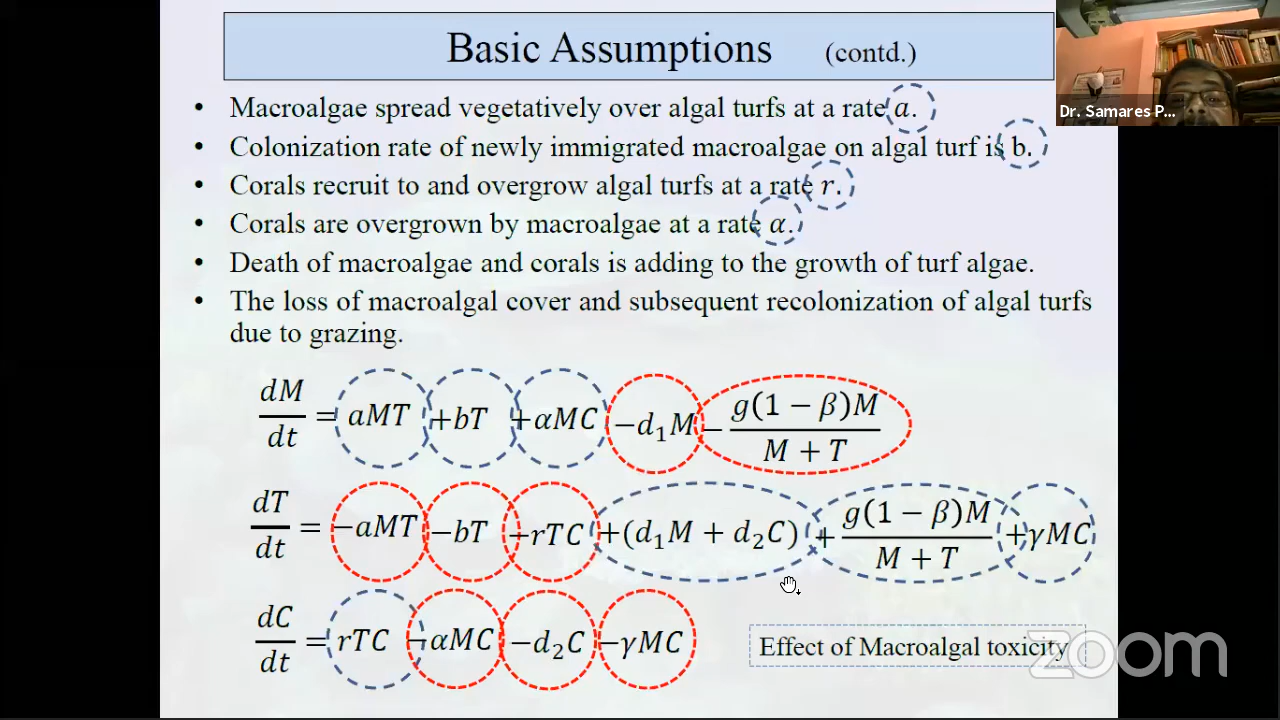 Basic Assumptions (contd.)
• Macroalgae spread vegetatively over algal turfs at a rate a.
• Colonization rate of newly immigrated macroalgae on algal turf is b.
• Corals recruit to and overgrow algal turfs at a rate r.
• Corals are overgrown by macroalgae at a rate α.
• Death of macroalgae and corals is adding to the growth of turf algae.
• The loss of macroalgal cover and subsequent recolonization of algal turfs
due to grazing.
dM/dt = aMT +bT +αMC −d₁M − g(1 − β)M/(M + T)
dT/dt = −aMT −bT −rTC +(d₁M + d₂C) + g(1 − β)M/(M + T) +γMC
dC/dt = rTC −αMC −d₂C −γMC
Effect of Macroalgal toxicity
Dr. Samares P...
zoom